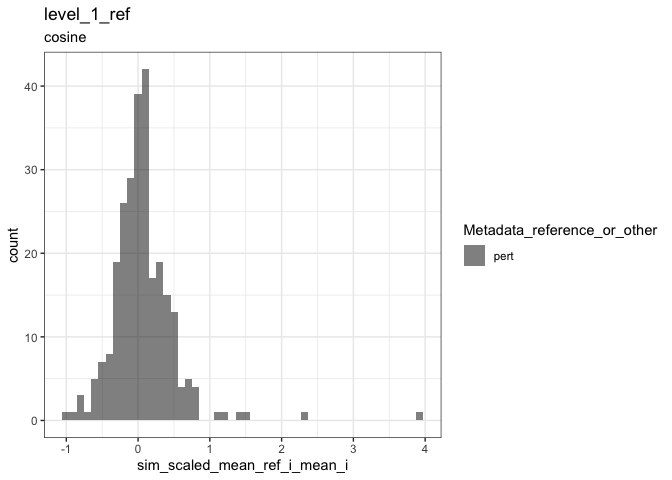 level_1_ref
cosine
40
30
20
10
0
count
-1 0 1 2 3 4
sim_scaled_mean_ref_i_mean_i
Metadata_reference_or_other
pert